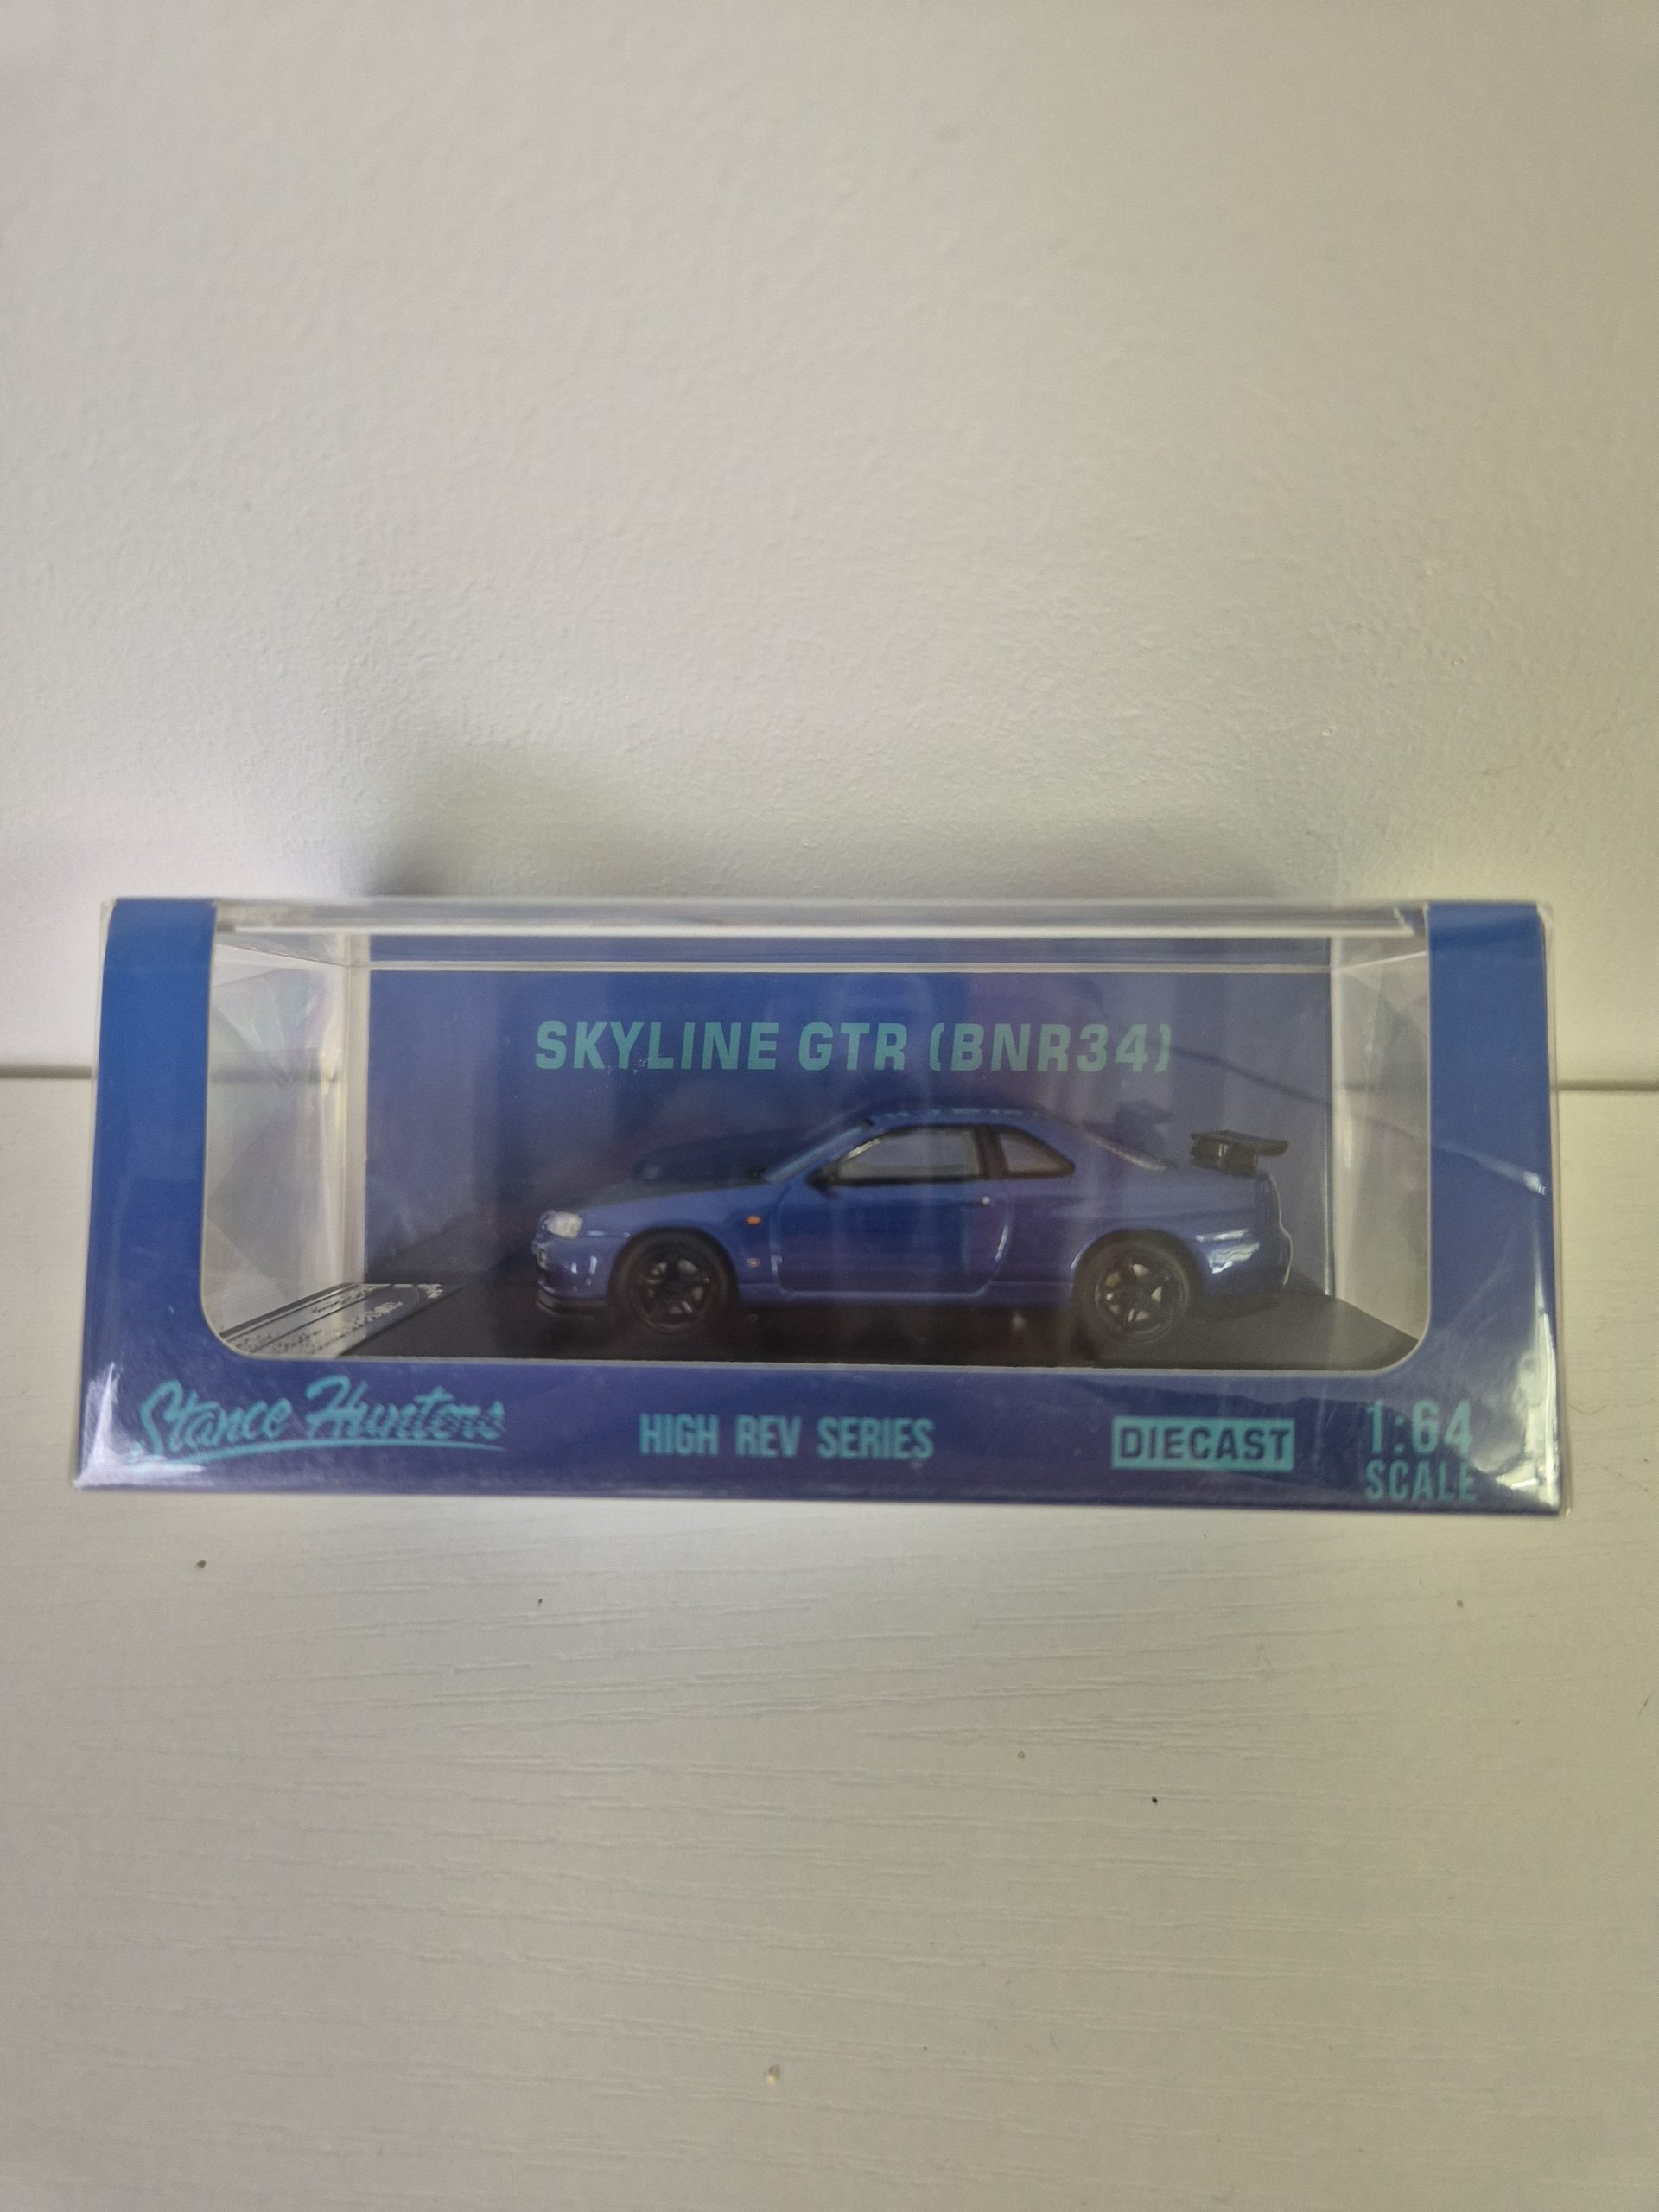 SKYLINE GTR (BNR34)
Stance Hunters
HIGH REV SERIES
DIECAST
1:64
SCALE